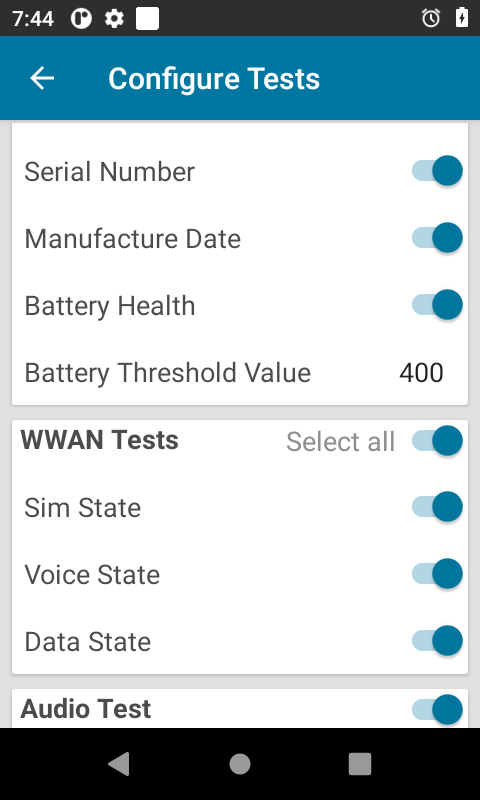 7:44
Configure Tests
Serial Number
Manufacture Date
Battery Health
Battery Threshold Value 400
WWAN Tests Select all
Sim State
Voice State
Data State
Audio Test